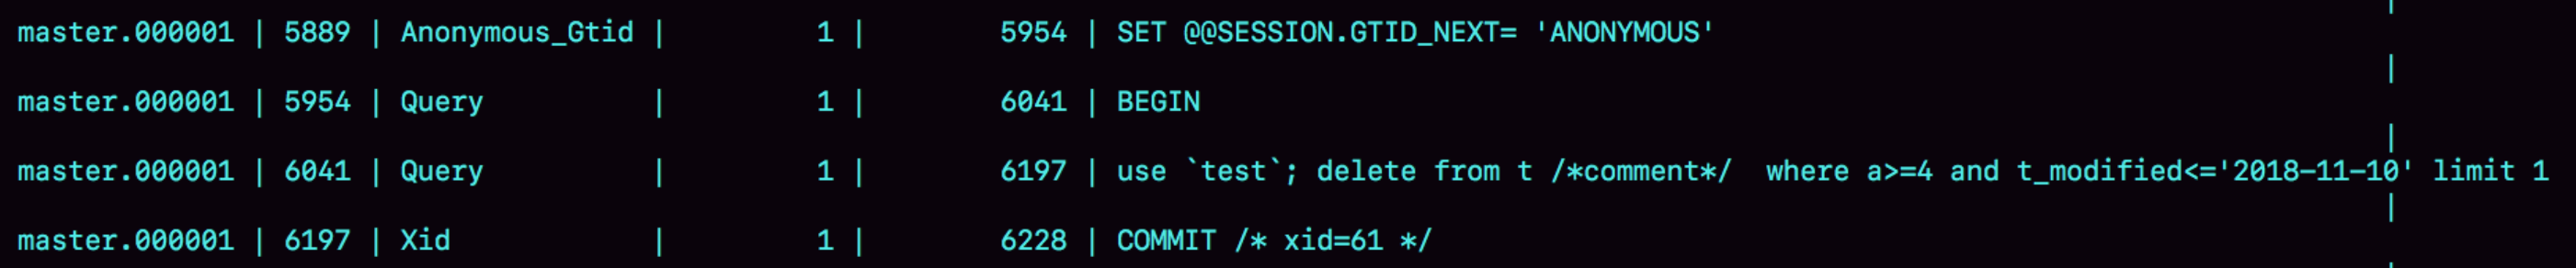 master.000001 | 5889 | Anonymous_Gtid |         1 |        5954 | SET @@SESSION.GTID_NEXT= 'ANONYMOUS' |
master.000001 | 5954 | Query          |         1 |        6041 | BEGIN |
master.000001 | 6041 | Query          |         1 |        6197 | use `test`; delete from t /*comment*/  where a>=4 and t_modified<='2018-11-10' limit 1 |
master.000001 | 6197 | Xid            |         1 |        6228 | COMMIT /* xid=61 */ |